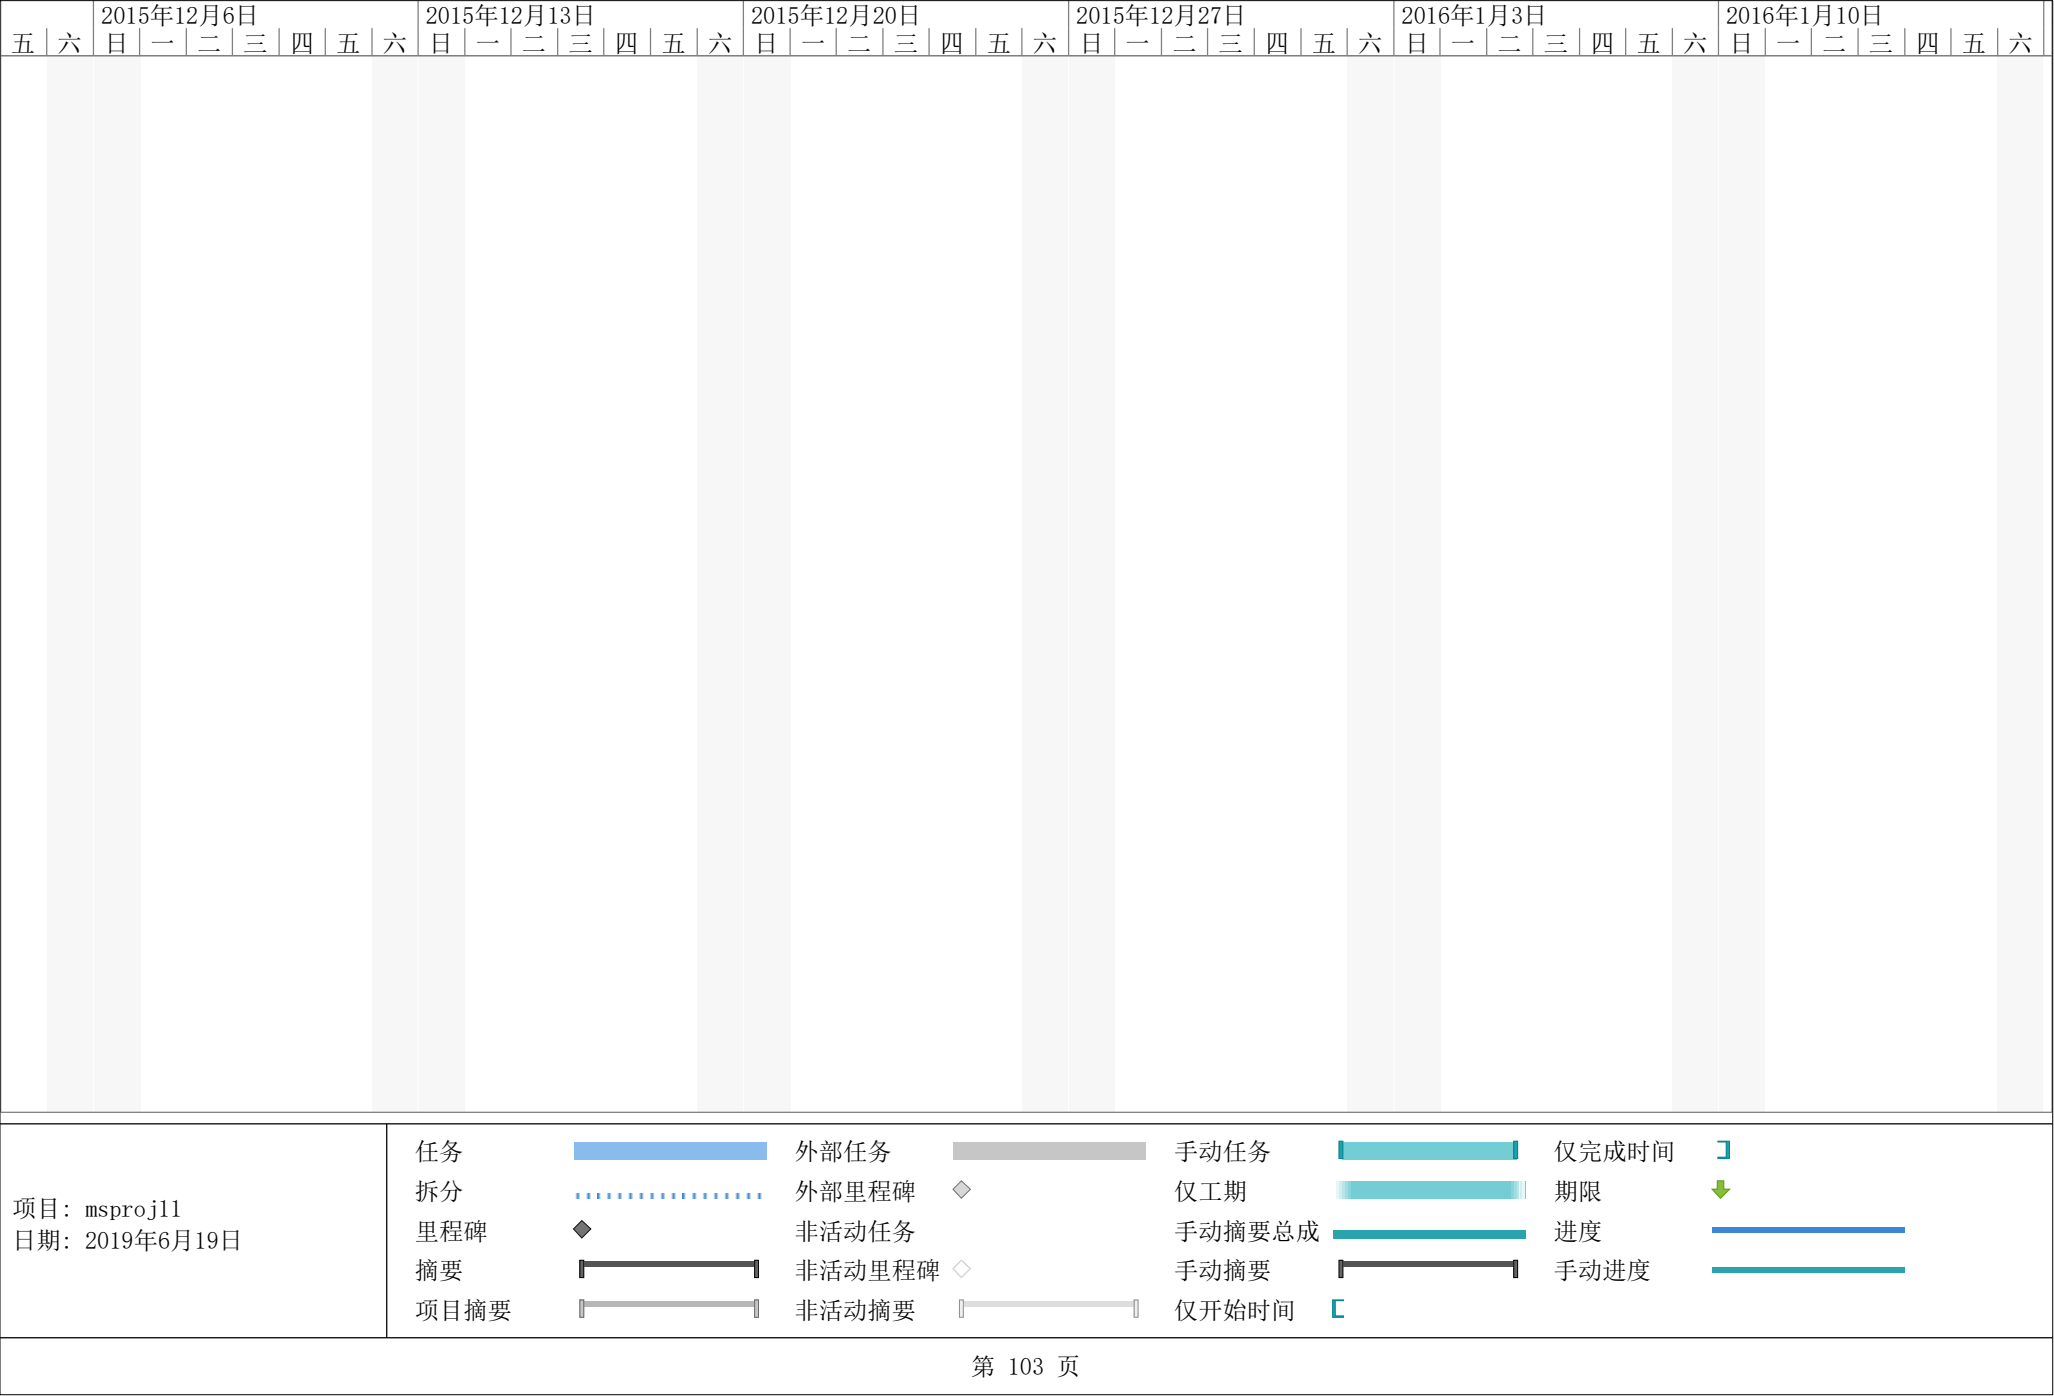 2015年12月6日 2015年12月13日 2015年12月20日 2015年12月27日 2016年1月3日 2016年1月10日
五 六 日 一 二 三 四 五 六 日 一 二 三 四 五 六 日 一 二 三 四 五 六 日 一 二 三 四 五 六 日 一 二 三 四 五 六 日 一 二 三 四 五 六
项目: msproj11
日期: 2019年6月19日
任务
拆分
里程碑
摘要
项目摘要
外部任务
外部里程碑
非活动任务
非活动里程碑
非活动摘要
手动任务
仅工期
手动摘要总成
手动摘要
仅开始时间
仅完成时间
期限
进度
手动进度
第 103 页